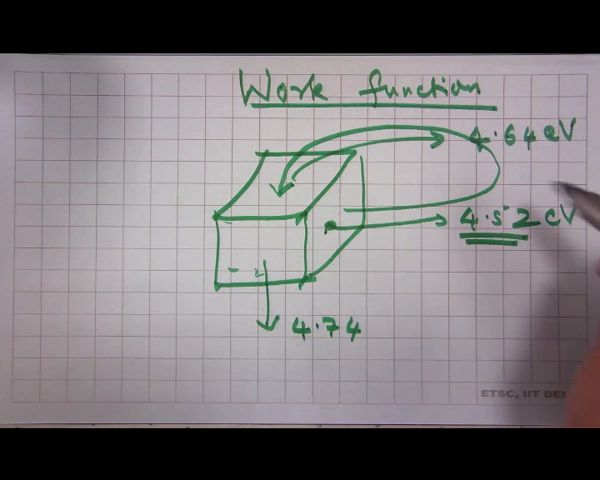 Work function
4.64 eV
4.52 eV
4.74
ETSC, IIT DEL